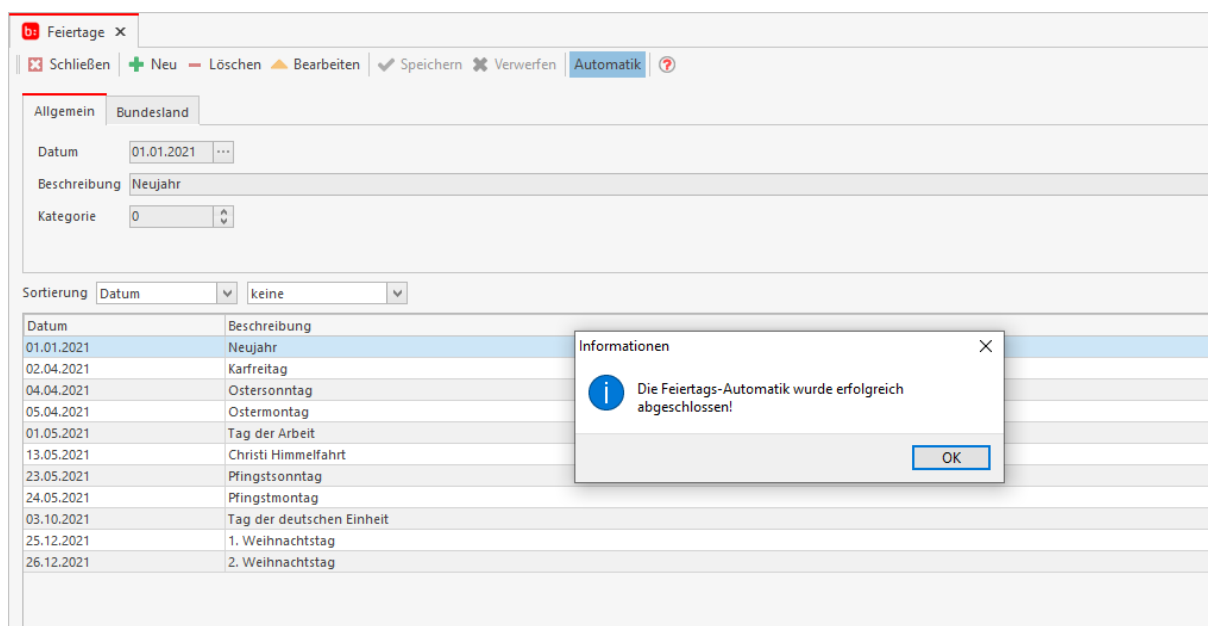 b: Feiertage
Schließen Neu Löschen Bearbeiten Speichern Verwerfen Automatik ?
Allgemein Bundesland
Datum 01.01.2021 ...
Beschreibung Neujahr
Kategorie 0
Sortierung Datum keine
Datum Beschreibung
01.01.2021 Neujahr
02.04.2021 Karfreitag
04.04.2021 Ostersonntag
05.04.2021 Ostermontag
01.05.2021 Tag der Arbeit
13.05.2021 Christi Himmelfahrt
23.05.2021 Pfingstsonntag
24.05.2021 Pfingstmontag
03.10.2021 Tag der deutschen Einheit
25.12.2021 1. Weihnachtstag
26.12.2021 2. Weihnachtstag
Informationen
Die Feiertags-Automatik wurde erfolgreich
abgeschlossen!
OK